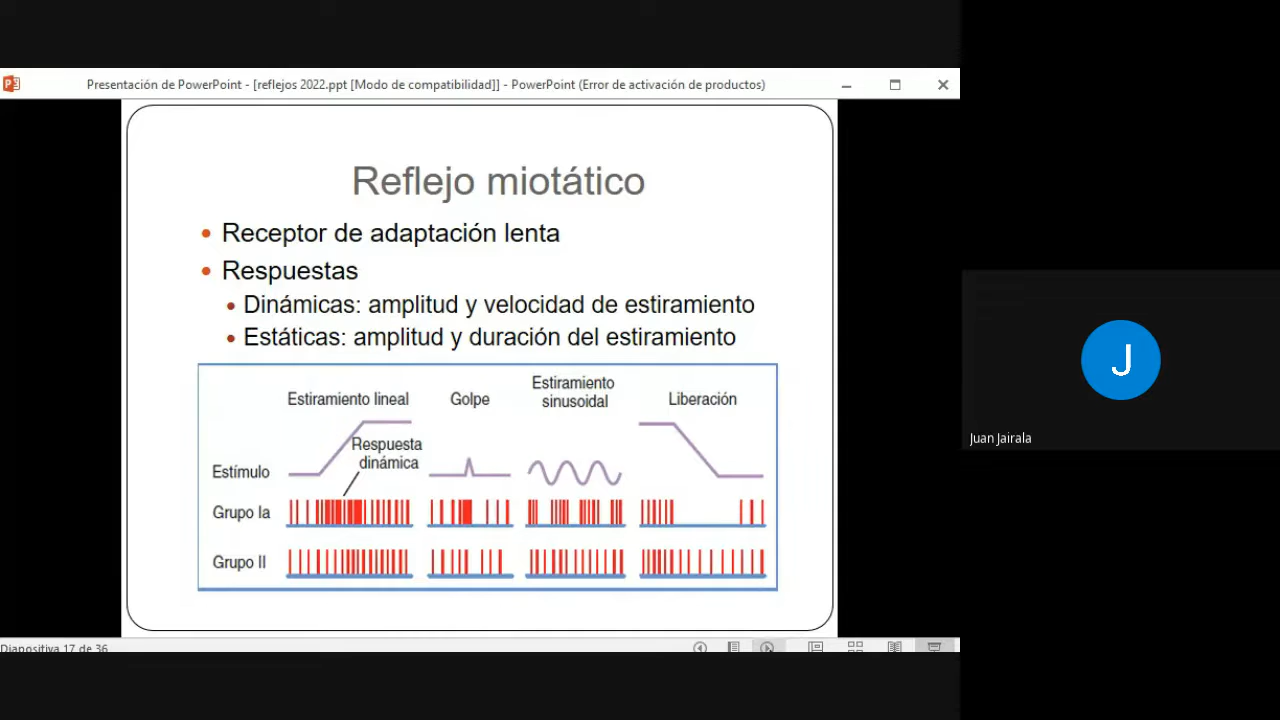 Presentación de PowerPoint - [reflejos 2022.ppt [Modo de compatibilidad]] - PowerPoint (Error de activación de productos)
Reflejo miotático
• Receptor de adaptación lenta
• Respuestas
• Dinámicas: amplitud y velocidad de estiramiento
• Estáticas: amplitud y duración del estiramiento
Estiramiento lineal
Golpe
Estiramiento
sinusoidal
Liberación
Respuesta
dinámica
Estímulo
Grupo Ia
Grupo II
Diapositiva 17 de 36
J
Juan Jairala